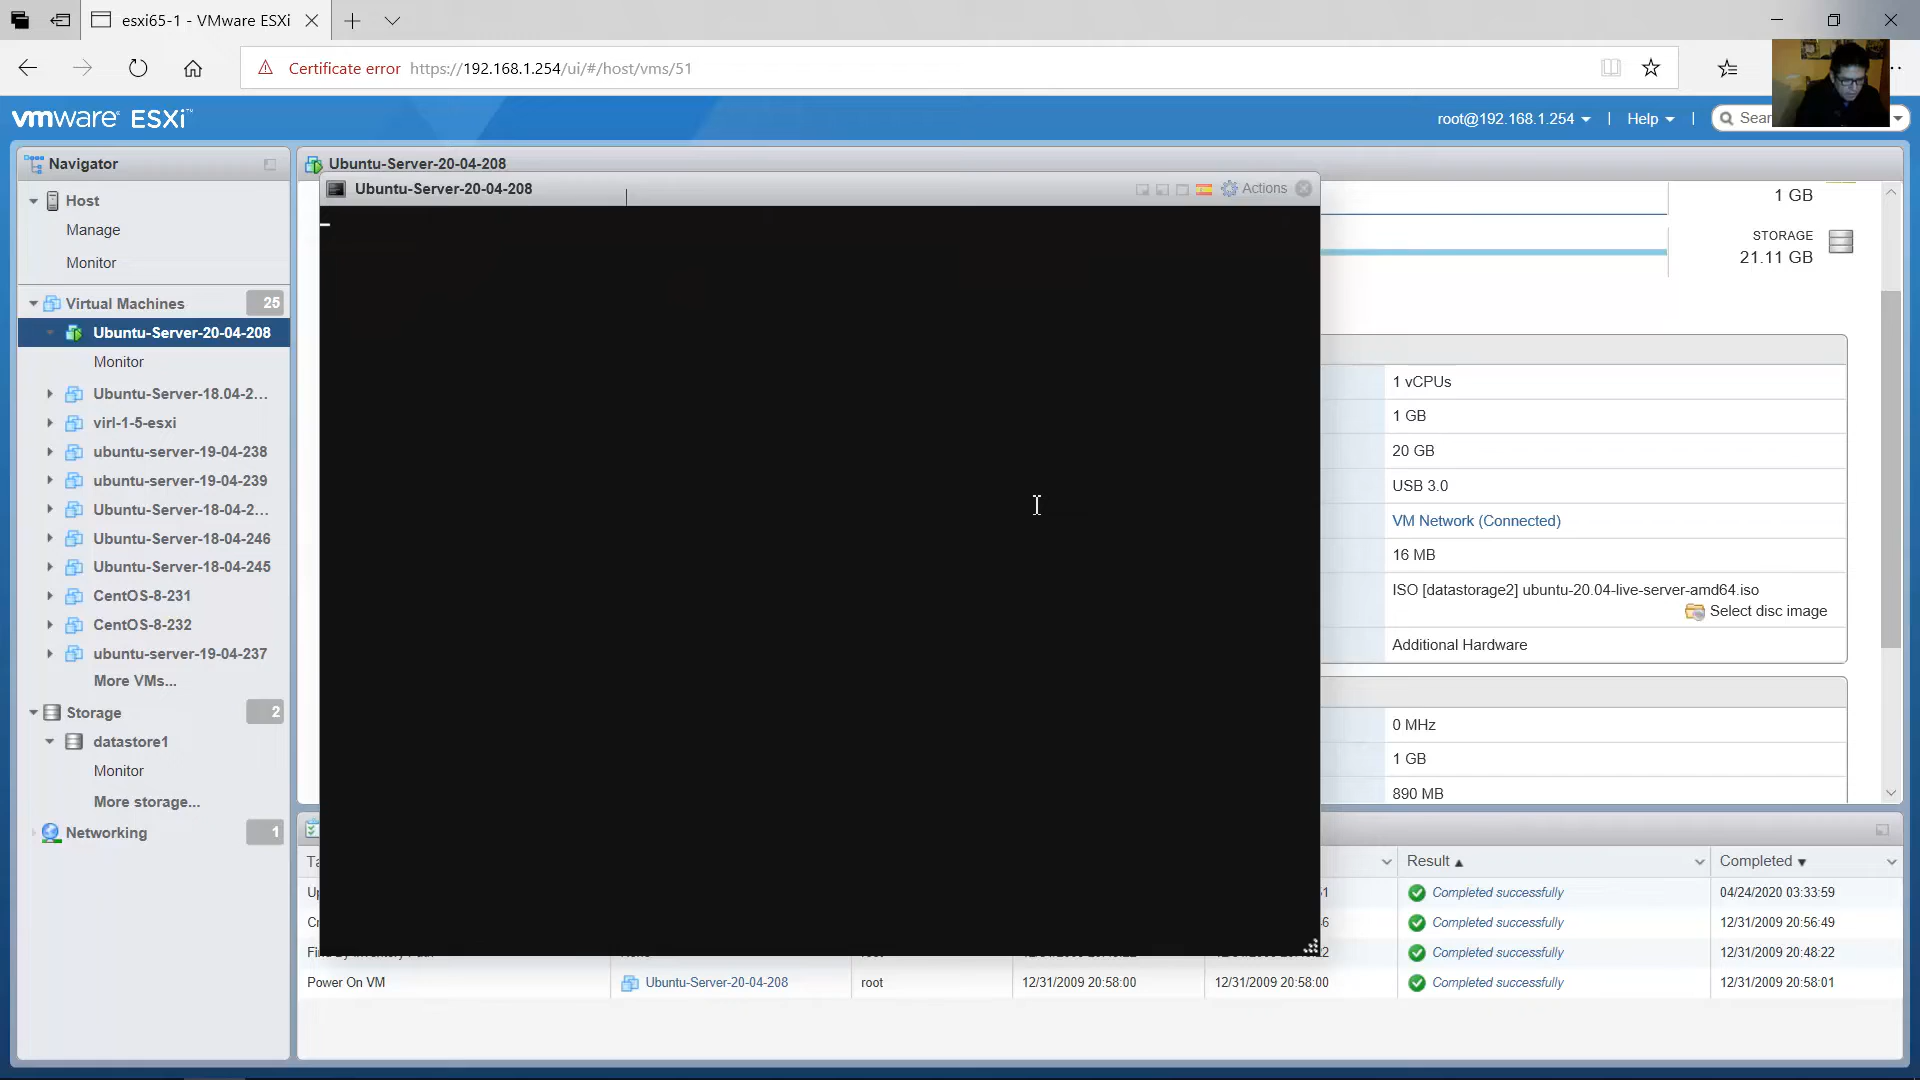 esxi65-1 - VMware ESXi
Certificate error https://192.168.1.254/ui/#/host/vms/51
vmware ESXi™
root@192.168.1.254
Help
Sear
Navigator
Host
Manage
Monitor
Virtual Machines 25
Ubuntu-Server-20-04-208
Monitor
Ubuntu-Server-18.04-2...
virl-1-5-esxi
ubuntu-server-19-04-238
ubuntu-server-19-04-239
Ubuntu-Server-18-04-2...
Ubuntu-Server-18-04-246
Ubuntu-Server-18-04-245
CentOS-8-231
CentOS-8-232
ubuntu-server-19-04-237
More VMs...
Storage 2
datastore1
Monitor
More storage...
Networking 1
Ubuntu-Server-20-04-208
Ubuntu-Server-20-04-208
Actions
1 GB
STORAGE
21.11 GB
1 vCPUs
1 GB
20 GB
USB 3.0
VM Network (Connected)
16 MB
ISO [datastorage2] ubuntu-20.04-live-server-amd64.iso
Select disc image
Additional Hardware
0 MHz
1 GB
890 MB
Result Completed
Completed successfully 04/24/2020 03:33:59
Completed successfully 12/31/2009 20:56:49
Completed successfully 12/31/2009 20:48:22
Power On VM Ubuntu-Server-20-04-208 root 12/31/2009 20:58:00 12/31/2009 20:58:00 Completed successfully 12/31/2009 20:58:01